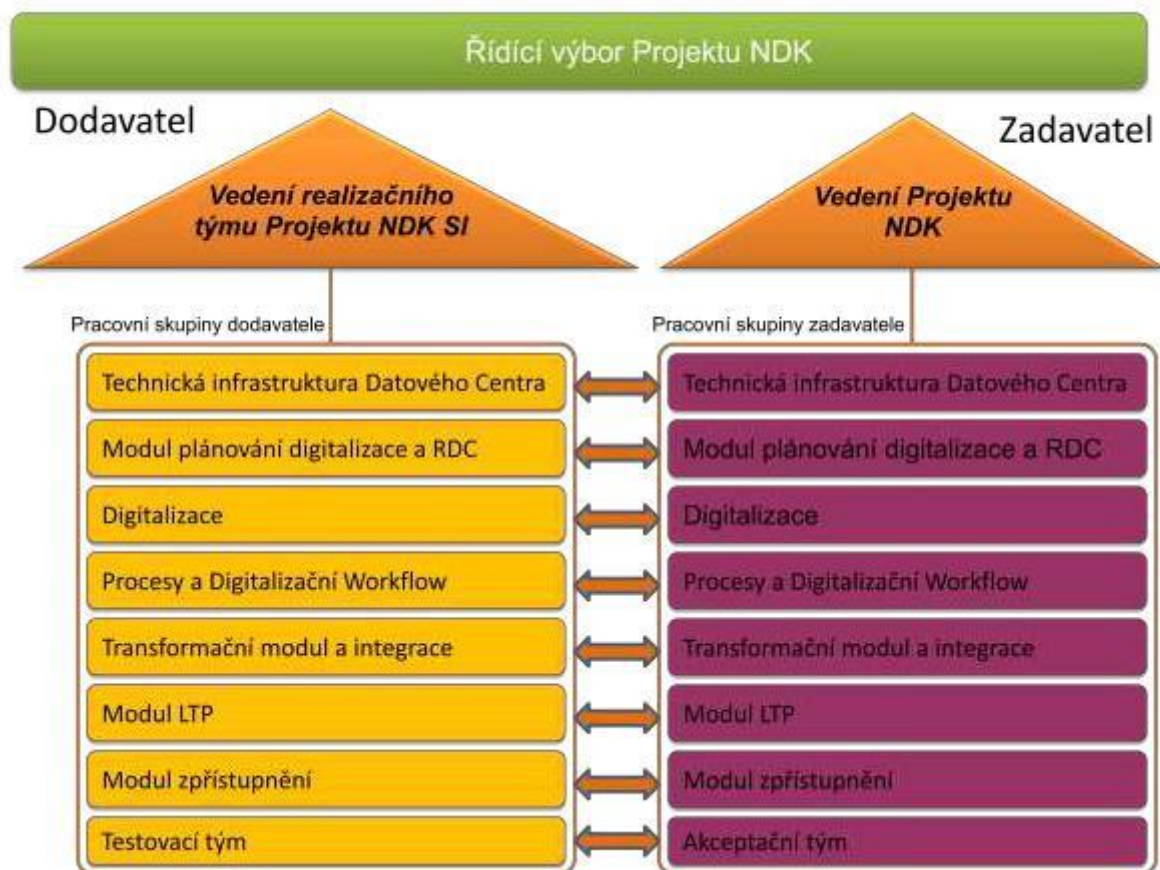 Řídící výbor Projektu NDK
Dodavatel
Zadavatel
Vedení realizačního
týmu Projektu NDK SI
Vedení Projektu
NDK
Pracovní skupiny dodavatele
Pracovní skupiny zadavatele
Technická infrastruktura Datového Centra
Technická infrastruktura Datového Centra
Modul plánování digitalizace a RDC
Modul plánování digitalizace a RDC
Digitalizace
Digitalizace
Procesy a Digitalizační Workflow
Procesy a Digitalizační Workflow
Transformační modul a integrace
Transformační modul a integrace
Modul LTP
Modul LTP
Modul zpřístupnění
Modul zpřístupnění
Testovací tým
Akceptační tým